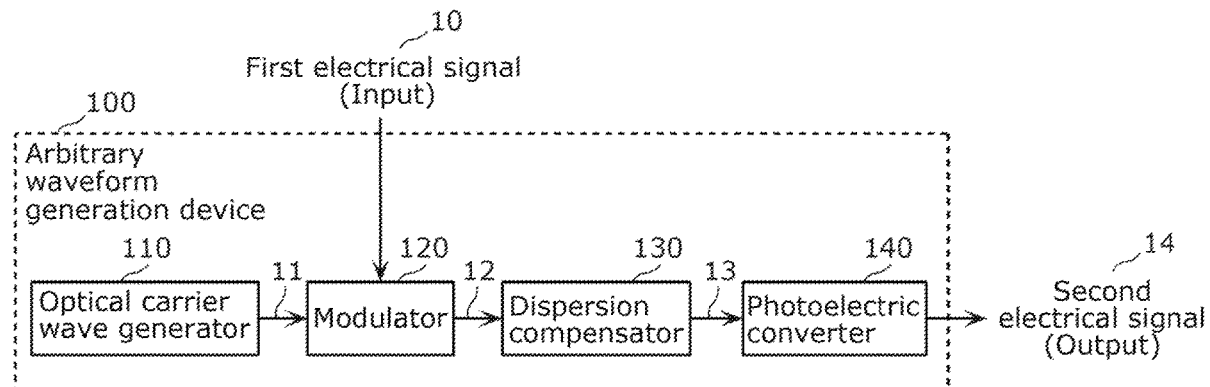 10
First electrical signal
(Input)
100
Arbitrary
waveform
generation device
110
11
120
12
130
13
140
14
Optical carrier
wave generator
Modulator
Dispersion
compensator
Photoelectric
converter
Second
electrical signal
(Output)